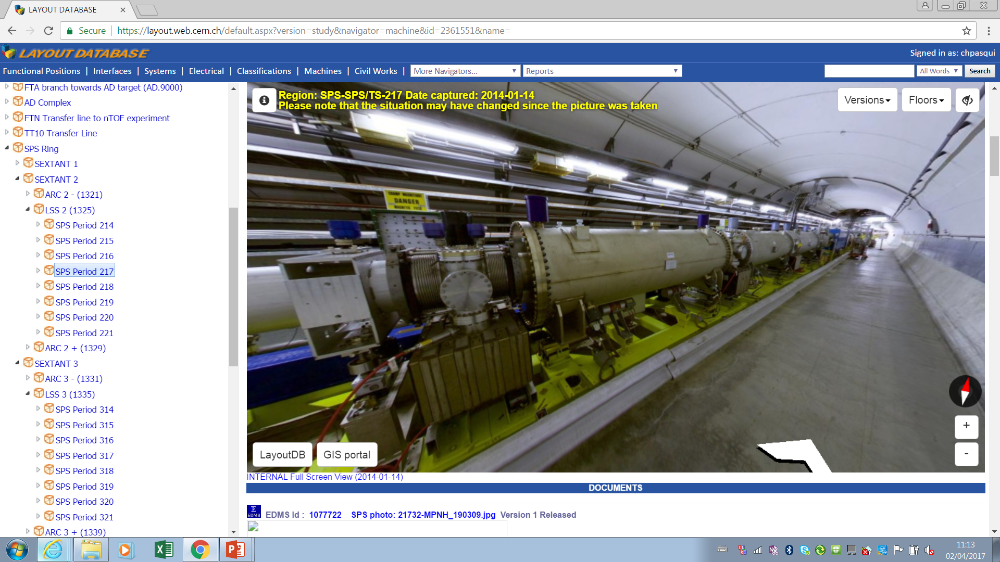 LAYOUT DATABASE
Secure
https://layout.web.cern.ch/default.aspx?version=study&navigator=machine&id=2361551&name=
LAYOUT DATABASE
Signed in as: chpasqui
Functional Positions | Interfaces | Systems | Electrical | Classifications | Machines | Civil Works |
More Navigators...
Reports
All Words
Search
FTA branch towards AD target (AD.9000)
AD Complex
FTN Transfer line to nTOF experiment
TT10 Transfer Line
SPS Ring
SEXTANT 1
SEXTANT 2
ARC 2 - (1321)
LSS 2 (1325)
SPS Period 214
SPS Period 215
SPS Period 216
SPS Period 217
SPS Period 218
SPS Period 219
SPS Period 220
SPS Period 221
ARC 2 + (1329)
SEXTANT 3
ARC 3 - (1331)
LSS 3 (1335)
SPS Period 314
SPS Period 315
SPS Period 316
SPS Period 317
SPS Period 318
SPS Period 319
SPS Period 320
SPS Period 321
ARC 3 + (1339)
Region: SPS-SPS/TS-217 Date captured: 2014-01-14
Please note that the situation may have changed since the picture was taken
Versions
Floors
CHAMP MAGNETIQUE
DANGER
MAGNETIC FIELD
+
-
LayoutDB
GIS portal
INTERNAL Full Screen View (2014-01-14)
DOCUMENTS
EDMS
EDMS Id : 1077722 SPS photo: 21732-MPNH_190309.jpg Version 1 Released
11:13
02/04/2017